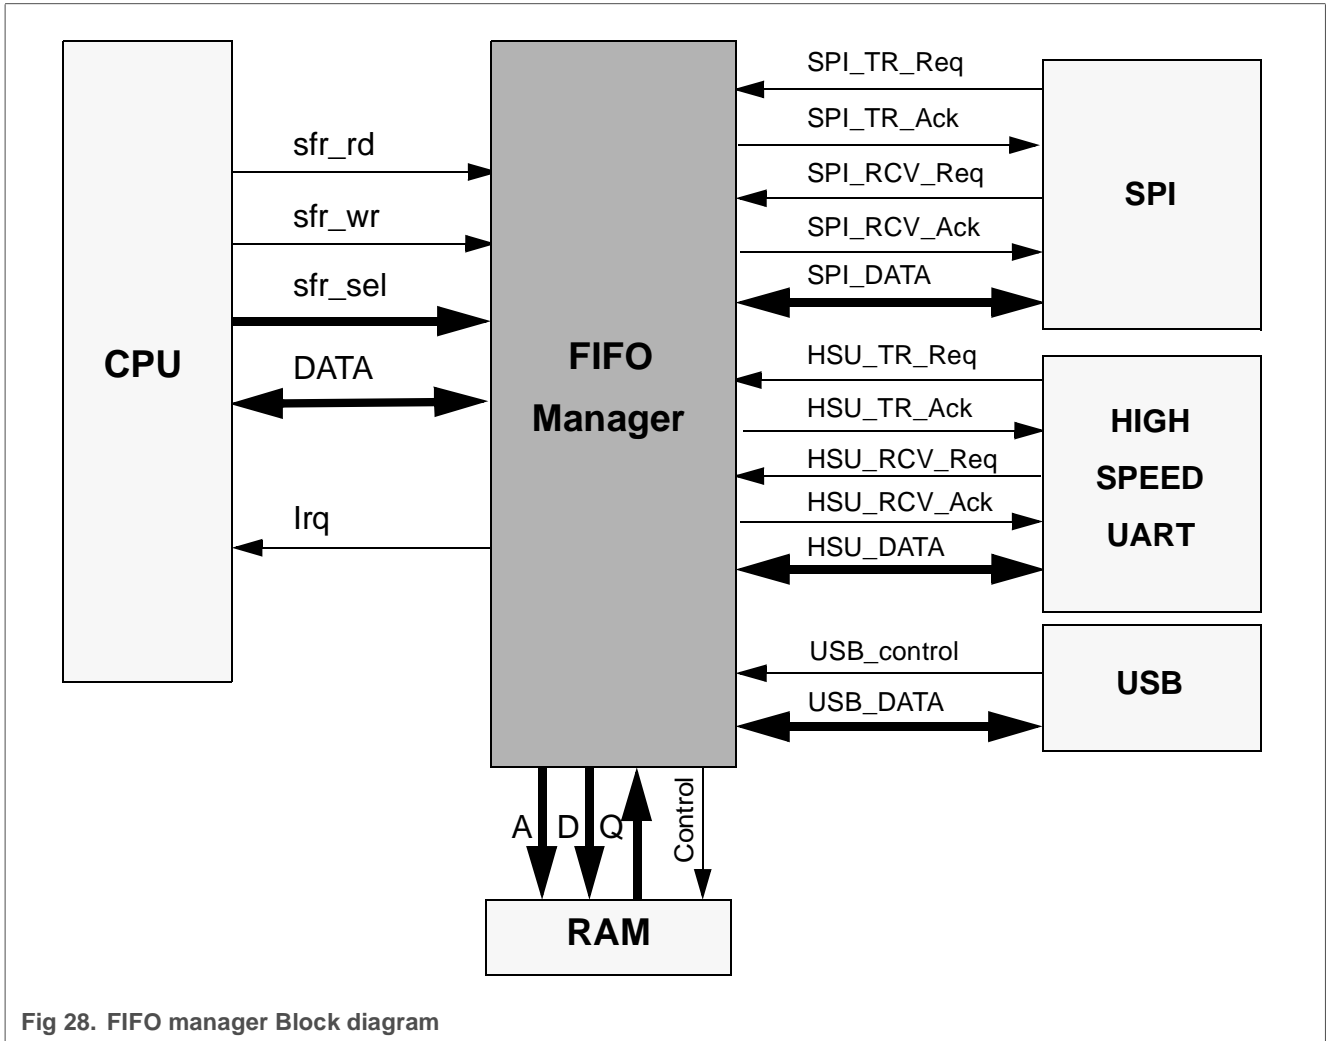 CPU
sfr_rd
sfr_wr
sfr_sel
DATA
Irq
FIFO
Manager
SPI_TR_Req
SPI_TR_Ack
SPI_RCV_Req
SPI_RCV_Ack
SPI_DATA
SPI
HSU_TR_Req
HSU_TR_Ack
HSU_RCV_Req
HSU_RCV_Ack
HSU_DATA
HIGH
SPEED
UART
USB_control
USB_DATA
USB
A D Q Control
RAM
Fig 28. FIFO manager Block diagram